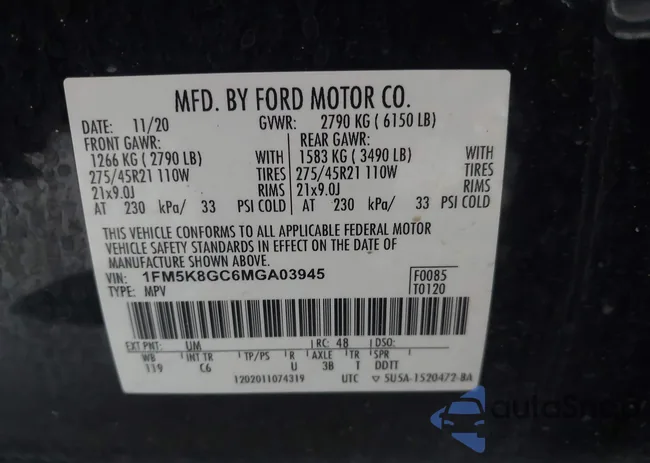 MFD. BY FORD MOTOR CO.
DATE: 11/20 GVWR: 2790 KG ( 6150 LB)
FRONT GAWR: REAR GAWR:
1266 KG ( 2790 LB) WITH 1583 KG ( 3490 LB) WITH
275/45R21 110W TIRES 275/45R21 110W TIRES
21x9.0J RIMS 21x9.0J RIMS
AT 230 kPa/ 33 PSI COLD AT 230 kPa/ 33 PSI COLD
THIS VEHICLE CONFORMS TO ALL APPLICABLE FEDERAL MOTOR
VEHICLE SAFETY STANDARDS IN EFFECT ON THE DATE OF
MANUFACTURE SHOWN ABOVE.
VIN: 1FM5K8GC6MGA03945 F0085
TYPE: MPV T0120
EXT PNT: UM RC: 48 DSO:
WB INT TR TP/PS R AXLE TR SPR
119 C6 U 3B T DDTT
1202011074319 UTC ▽ 5U5A-1520472-BA